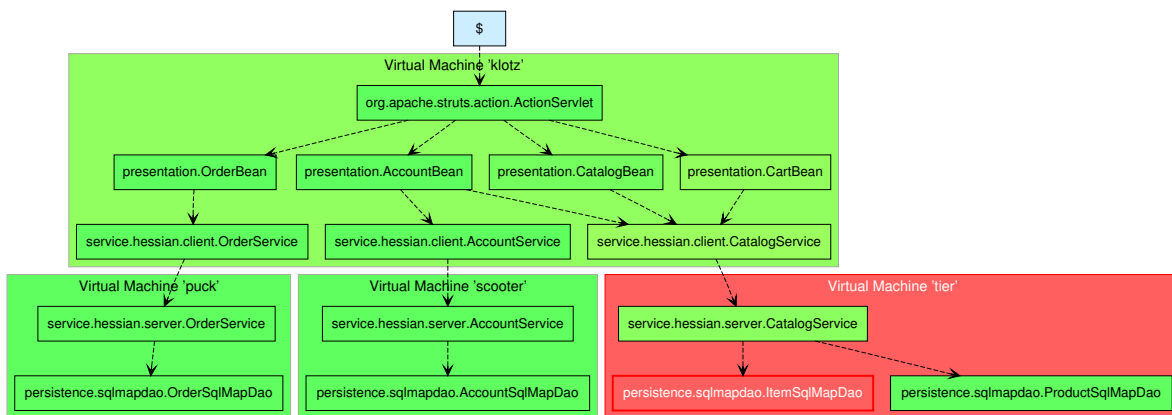 $
Virtual Machine 'klotz'
org.apache.struts.action.ActionServlet
presentation.OrderBean
presentation.AccountBean
presentation.CatalogBean
presentation.CartBean
service.hessian.client.OrderService
service.hessian.client.AccountService
service.hessian.client.CatalogService
Virtual Machine 'puck'
Virtual Machine 'scooter'
Virtual Machine 'tier'
service.hessian.server.OrderService
service.hessian.server.AccountService
service.hessian.server.CatalogService
persistence.sqlmapdao.OrderSqlMapDao
persistence.sqlmapdao.AccountSqlMapDao
persistence.sqlmapdao.ItemSqlMapDao
persistence.sqlmapdao.ProductSqlMapDao